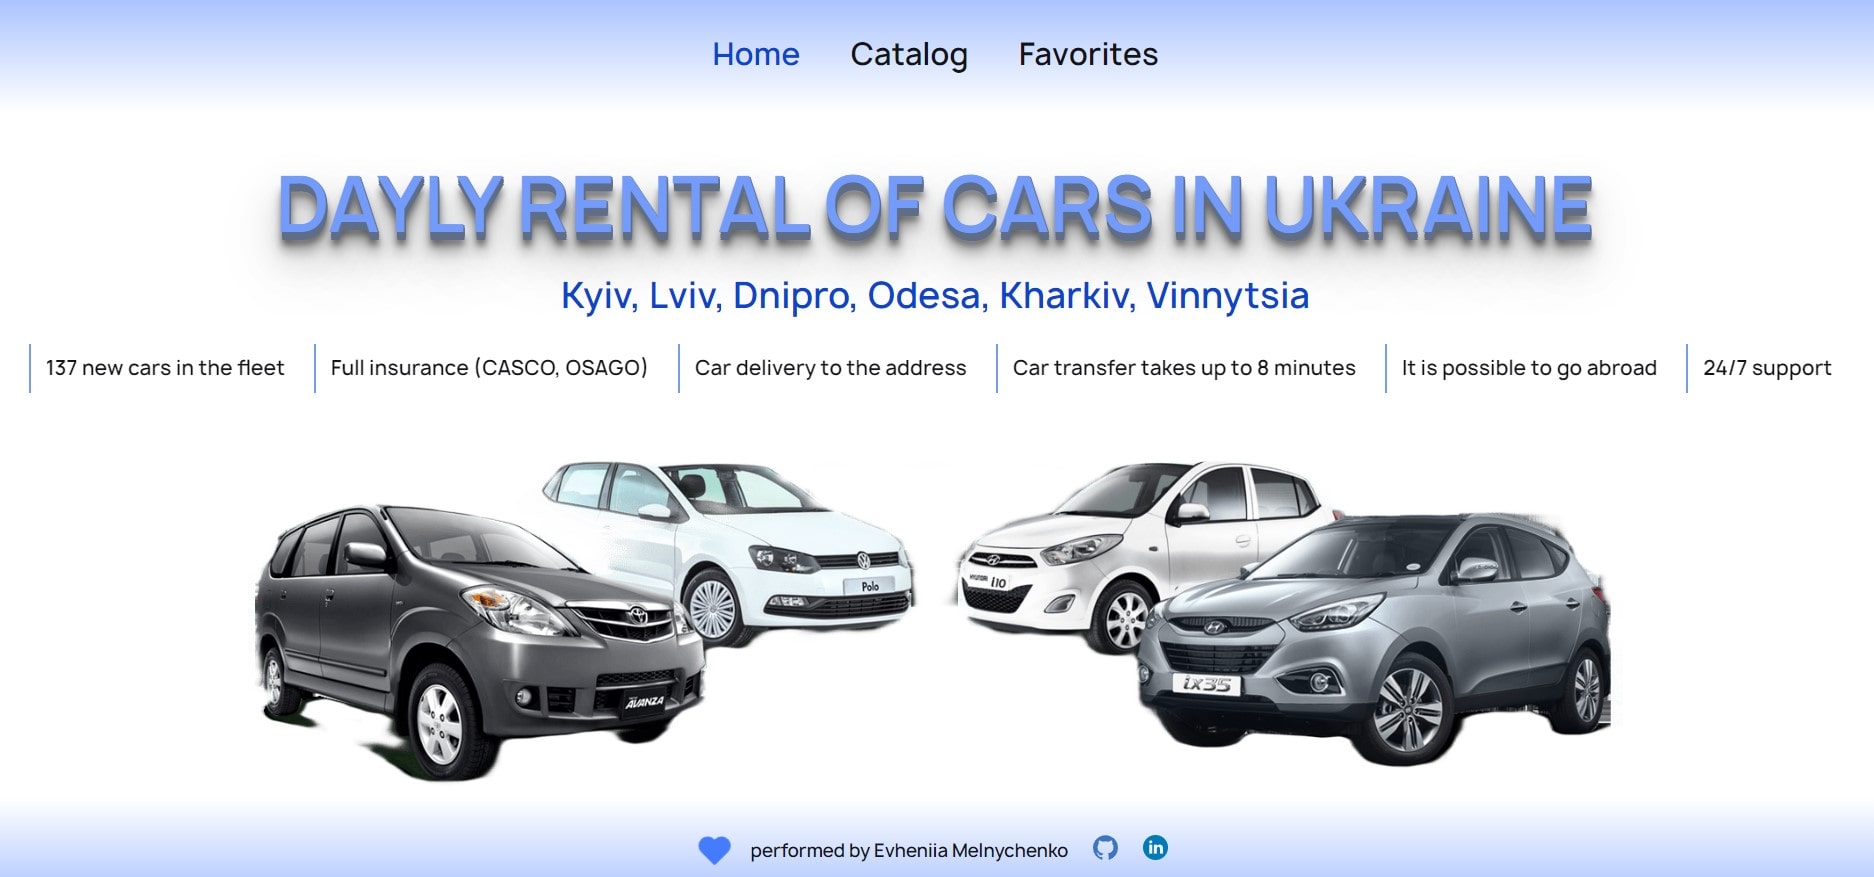 Home Catalog Favorites
DAYLY RENTAL OF CARS IN UKRAINE
Kyiv, Lviv, Dnipro, Odesa, Kharkiv, Vinnytsia
137 new cars in the fleet Full insurance (CASCO, OSAGO) Car delivery to the address Car transfer takes up to 8 minutes It is possible to go abroad 24/7 support
Polo
HYUNDAI i10
AVANZA
ix35
performed by Evheniia Melnychenko in